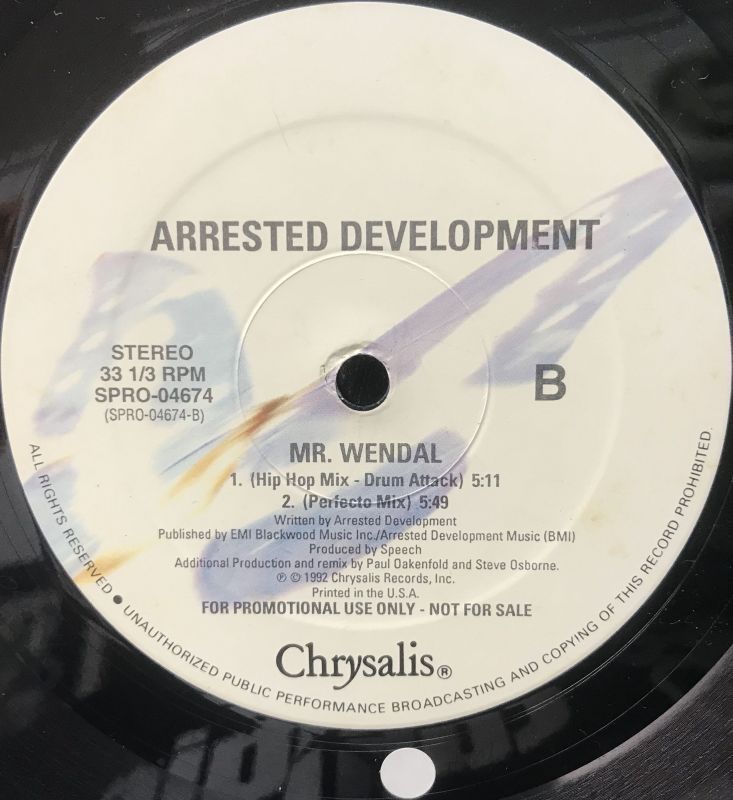 ARRESTED DEVELOPMENT
STEREO
33 1/3 RPM
SPRO-04674
(SPRO-04674-B)
B
MR. WENDAL
1. (Hip Hop Mix - Drum Attack) 5:11
2. (Perfecto Mix) 5:49
Written by Arrested Development
Published by EMI Blackwood Music Inc./Arrested Development Music (BMI)
Produced by Speech
Additional Production and remix by Paul Oakenfold and Steve Osborne.
℗ © 1992 Chrysalis Records, Inc.
Printed in the U.S.A.
FOR PROMOTIONAL USE ONLY - NOT FOR SALE
Chrysalis®
ALL RIGHTS RESERVED ● UNAUTHORIZED PUBLIC PERFORMANCE BROADCASTING AND COPYING OF THIS RECORD PROHIBITED.